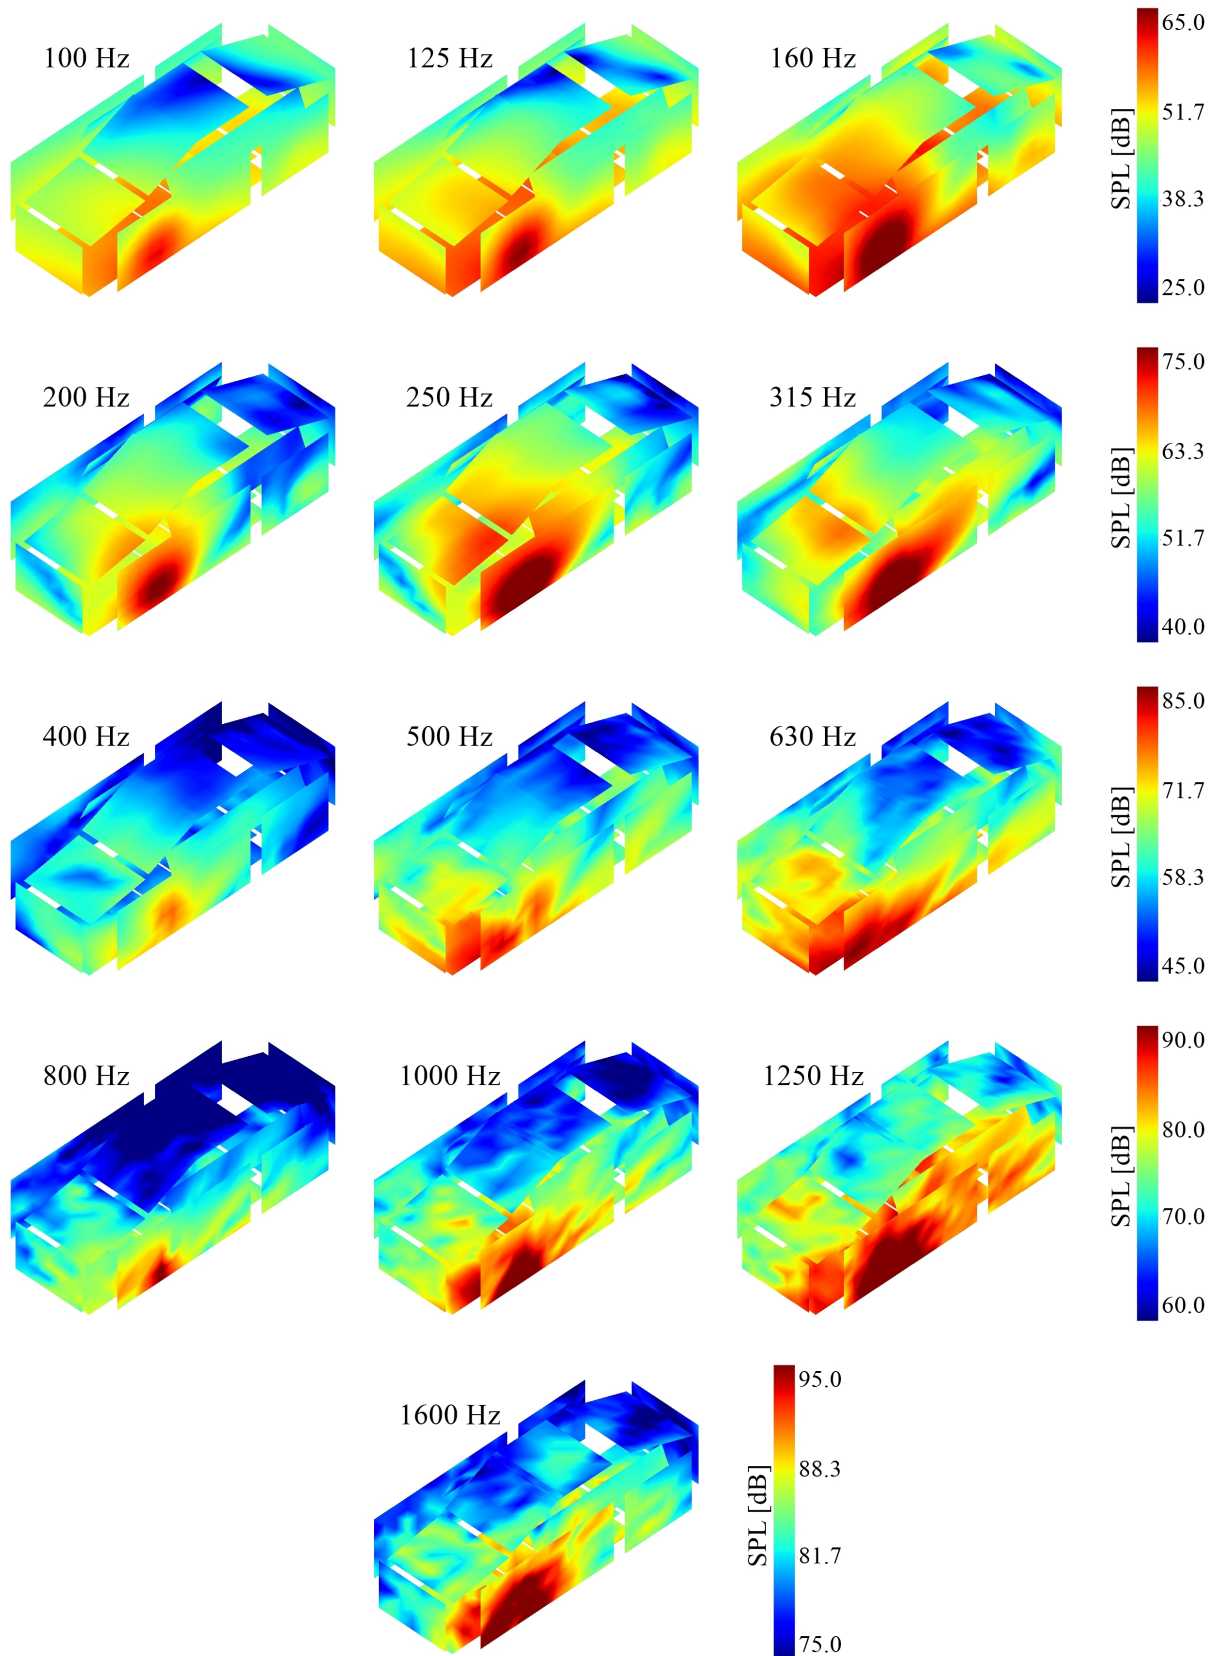 100 Hz
125 Hz
160 Hz
SPL [dB]
65.0
51.7
38.3
25.0
200 Hz
250 Hz
315 Hz
SPL [dB]
75.0
63.3
51.7
40.0
400 Hz
500 Hz
630 Hz
SPL [dB]
85.0
71.7
58.3
45.0
800 Hz
1000 Hz
1250 Hz
SPL [dB]
90.0
80.0
70.0
60.0
1600 Hz
SPL [dB]
95.0
88.3
81.7
75.0